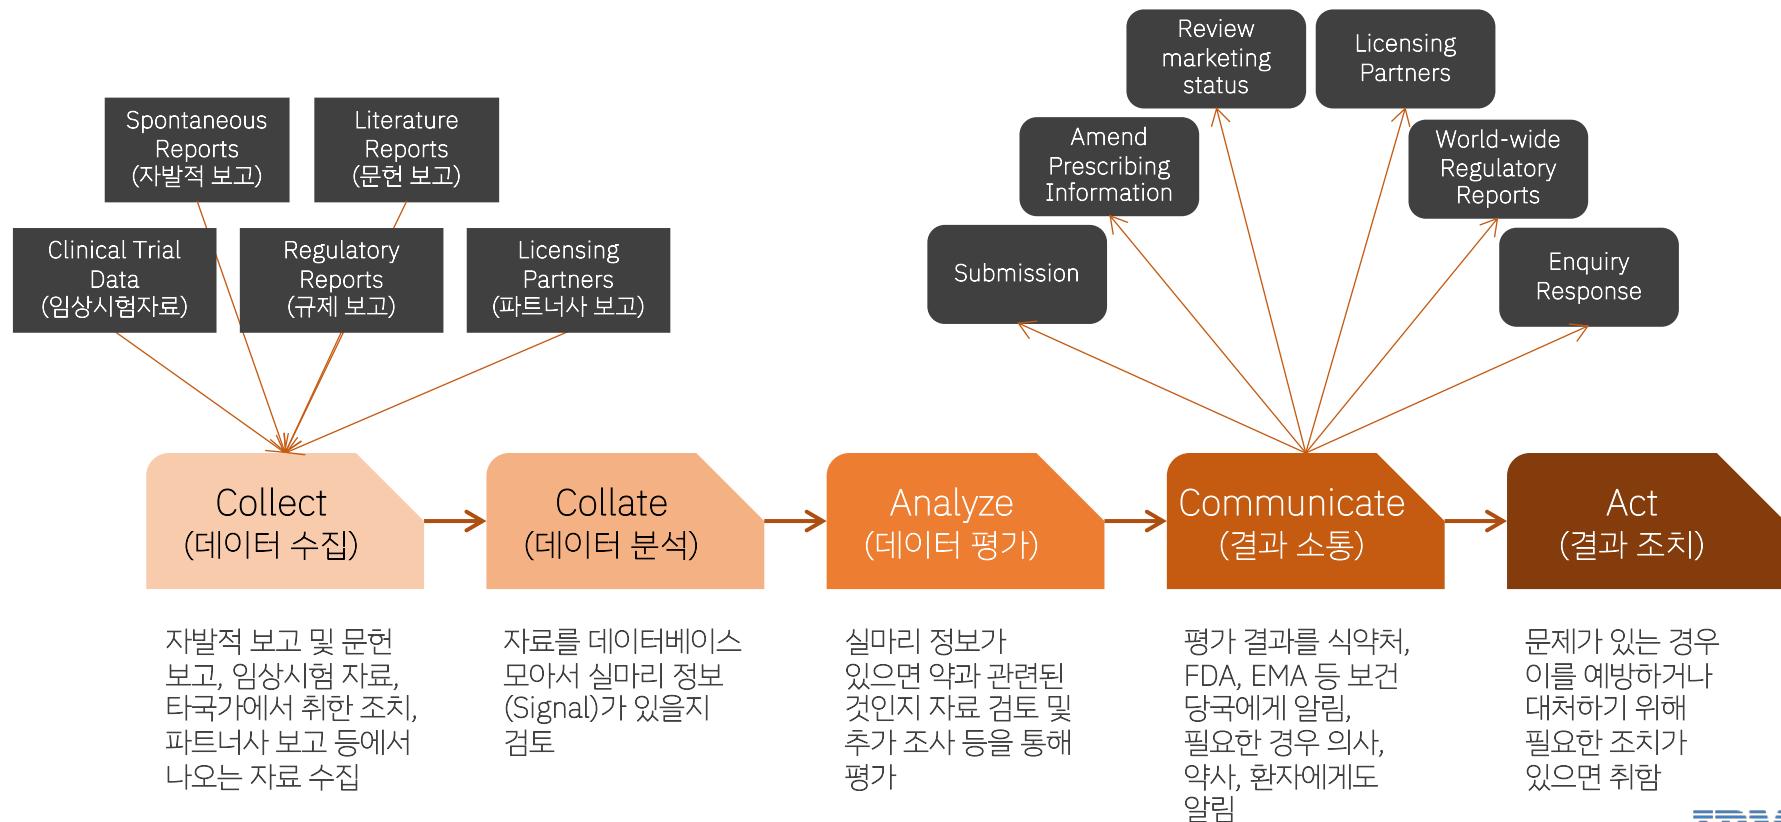 Spontaneous
Reports
(자발적 보고)
Literature
Reports
(문헌 보고)
Clinical Trial
Data
(임상시험자료)
Regulatory
Reports
(규제 보고)
Licensing
Partners
(파트너사 보고)
Review
marketing
status
Licensing
Partners
Amend
Prescribing
Information
World-wide
Regulatory
Reports
Submission
Enquiry
Response
Collect
(데이터 수집)
Collate
(데이터 분석)
Analyze
(데이터 평가)
Communicate
(결과 소통)
Act
(결과 조치)
자발적 보고 및 문헌
보고, 임상시험 자료,
타국가에서 취한 조치,
파트너사 보고 등에서
나오는 자료 수집
자료를 데이터베이스
모아서 실마리 정보
(Signal)가 있을지
검토
실마리 정보가
있으면 약과 관련된
것인지 자료 검토 및
추가 조사 등을 통해
평가
평가 결과를 식약처,
FDA, EMA 등 보건
당국에게 알림,
필요한 경우 의사,
약사, 환자에게도
알림
문제가 있는 경우
이를 예방하거나
대처하기 위해
필요한 조치가
있으면 취함